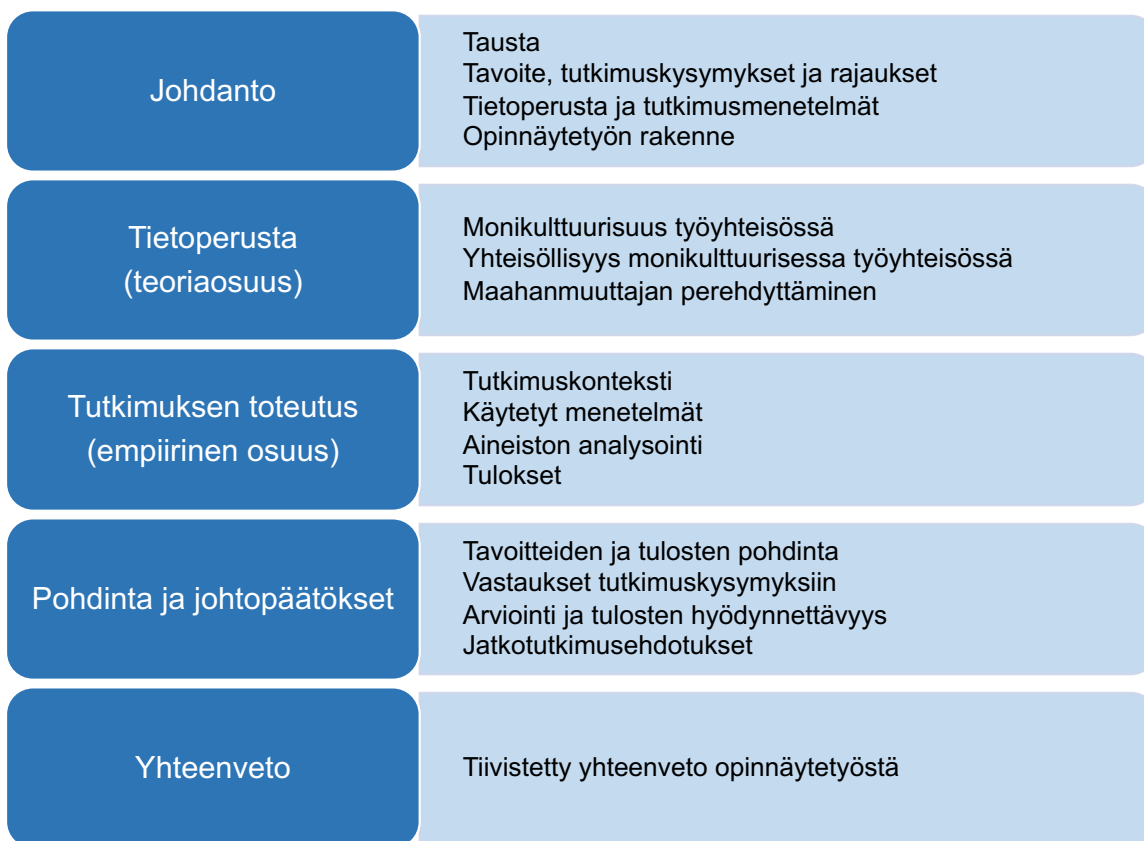 Johdanto
Tausta
Tavoite, tutkimuskysymykset ja rajaukset
Tietoperusta ja tutkimusmenetelmät
Opinnäytetyön rakenne
Tietoperusta
(teoriaosuus)
Monikulttuurisuus työyhteisössä
Yhteisöllisyys monikulttuurisessa työyhteisössä
Maahanmuuttajan perehdyttäminen
Tutkimuksen toteutus
(empiirinen osuus)
Tutkimuskonteksti
Käytetyt menetelmät
Aineiston analysointi
Tulokset
Pohdinta ja johtopäätökset
Tavoitteiden ja tulosten pohdinta
Vastaukset tutkimuskysymyksiin
Arviointi ja tulosten hyödynnettävyys
Jatkotutkimusehdotukset
Yhteenveto
Tiivistetty yhteenveto opinnäytetyöstä